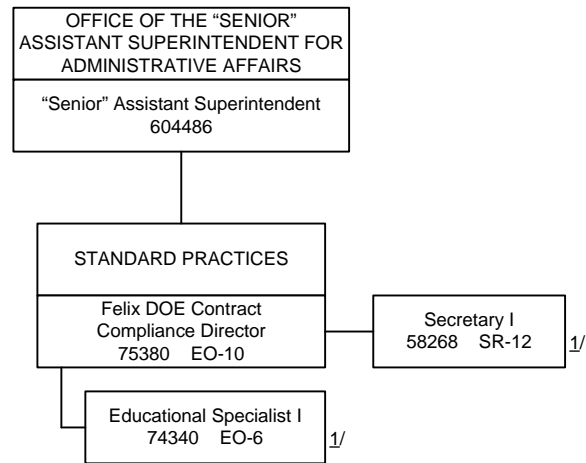 OFFICE OF THE “SENIOR”
ASSISTANT SUPERINTENDENT FOR
ADMINISTRATIVE AFFAIRS
“Senior” Assistant Superintendent
604486
STANDARD PRACTICES
Felix DOE Contract
Compliance Director
75380 EO-10
Secretary I
58268 SR-12
1/
Educational Specialist I
74340 EO-6
1/